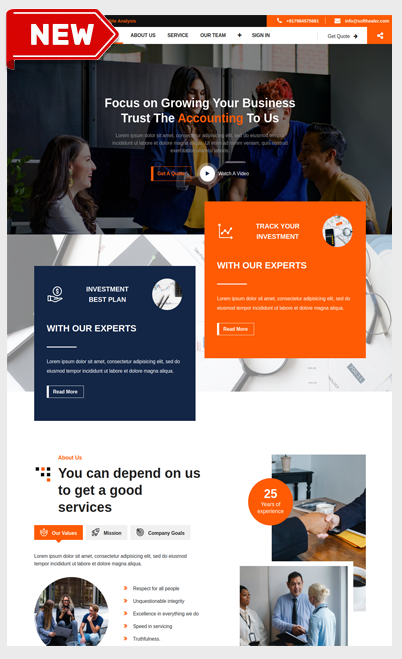 NEW
Analysis
+917984575681
info@softhealer.com
ABOUT US
SERVICE
OUR TEAM
+
SIGN IN
Get Quote
Focus on Growing Your Business
Trust The Accounting To Us
Lorem ipsum dolor sit amet, consectetur adipisicing elit, sed do eiusmod tempor
incididunt ut labore et dolore magna aliqua. Ut enim ad minim veniam, quis nostrud
Get A Quote
Watch A Video
TRACK YOUR
INVESTMENT
WITH OUR EXPERTS
Lorem ipsum dolor sit amet, consectetur adipisicing elit, sed do
eiusmod tempor incididunt ut labore et dolore magna aliqua.
Read More
INVESTMENT
BEST PLAN
WITH OUR EXPERTS
Lorem ipsum dolor sit amet, consectetur adipisicing elit, sed do
eiusmod tempor incididunt ut labore et dolore magna aliqua.
Read More
About Us
You can depend on us
to get a good
services
25
Years of
experience
Our Values
Mission
Company Goals
Lorem ipsum dolor sit amet, consectetur adipisicing elit, sed do eiusmod
tempor incididunt ut labore et dolore magna aliqua.
Respect for all people
Unquestionable integrity
Excellence in everything we do
Speed in servicing
Truthfulness.